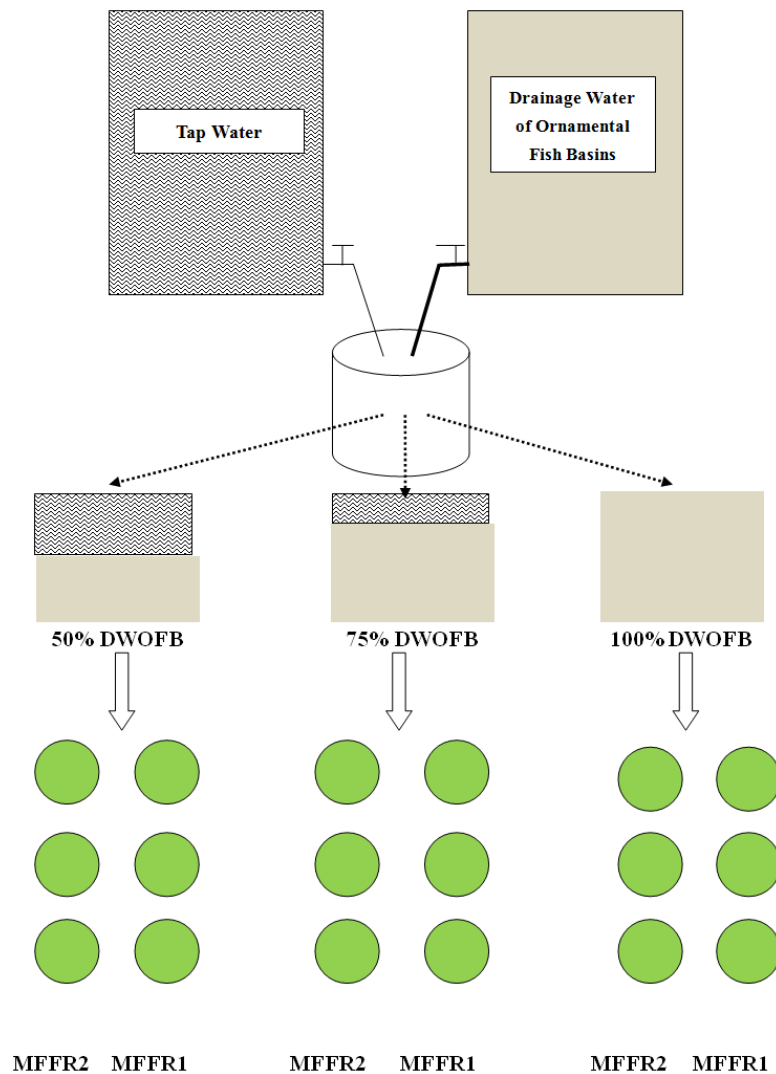 Tap Water
Drainage Water
of Ornamental
Fish Basins
50% DWOFB
75% DWOFB
100% DWOFB
MFFR2 MFFR1
MFFR2 MFFR1
MFFR2 MFFR1